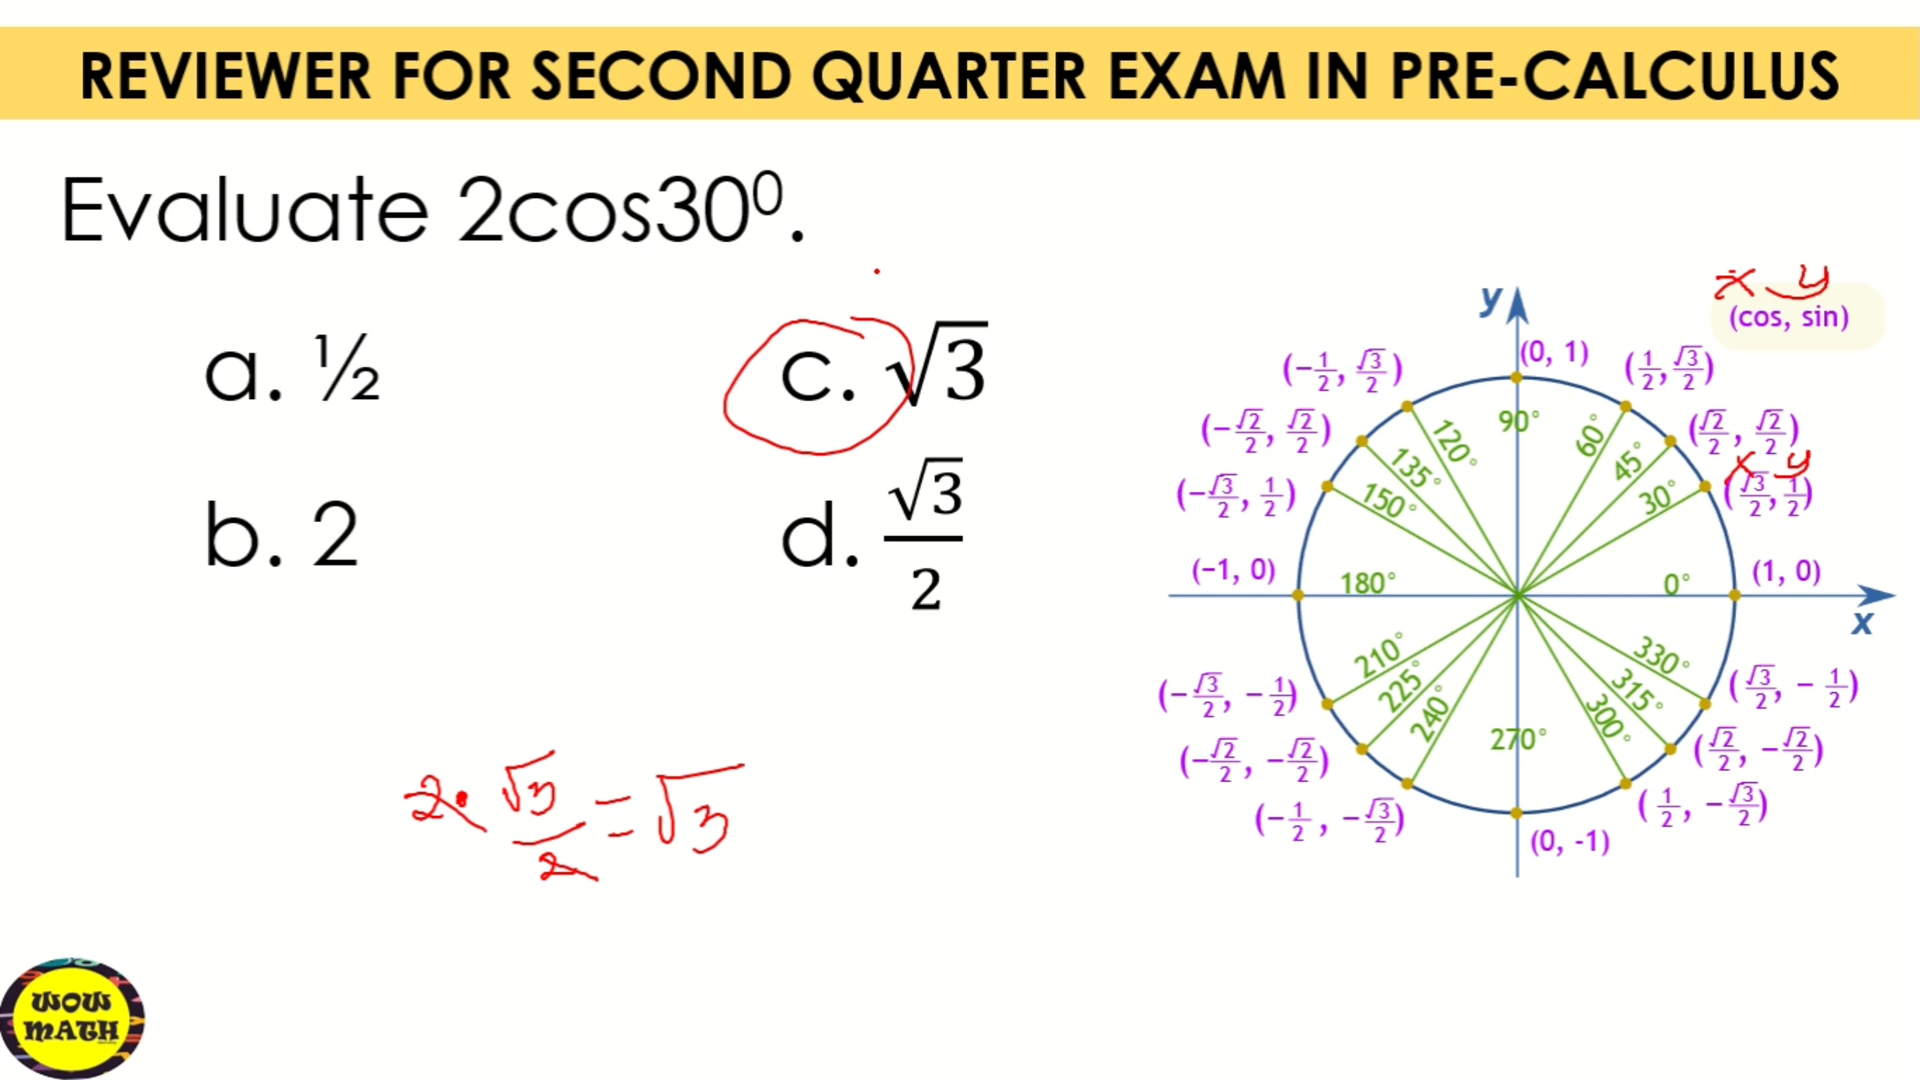 REVIEWER FOR SECOND QUARTER EXAM IN PRE-CALCULUS
Evaluate 2cos30⁰.
a. ½
c. √3
b. 2
d. √3/2
2 · √3/2 = √3
x y
(cos, sin)
y
(0, 1)
(-1/2, √3/2)
(1/2, √3/2)
(-√2/2, √2/2)
90°
120°
60°
(√2/2, √2/2)
135°
45°
x y
(-√3/2, 1/2)
150°
30°
(√3/2, 1/2)
(−1, 0)
180°
0°
(1, 0)
x
210°
330°
(-√3/2, -1/2)
225°
315°
(√3/2, -1/2)
240°
300°
270°
(-√2/2, -√2/2)
(√2/2, -√2/2)
(-1/2, -√3/2)
(1/2, -√3/2)
(0, -1)
WOW
MATH